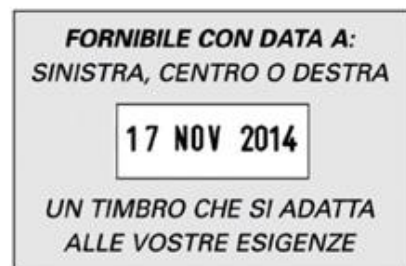 FORNIBILE CON DATA A:
SINISTRA, CENTRO O DESTRA
17 NOV 2014
UN TIMBRO CHE SI ADATTA
ALLE VOSTRE ESIGENZE